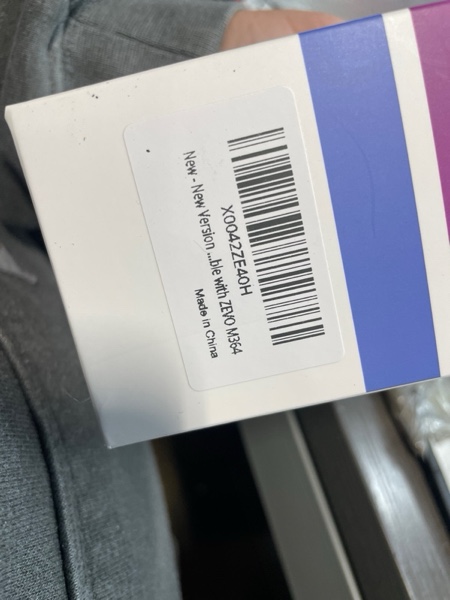 X0042ZE40H
New - New Version ...ble with ZEVO M364
Made in China